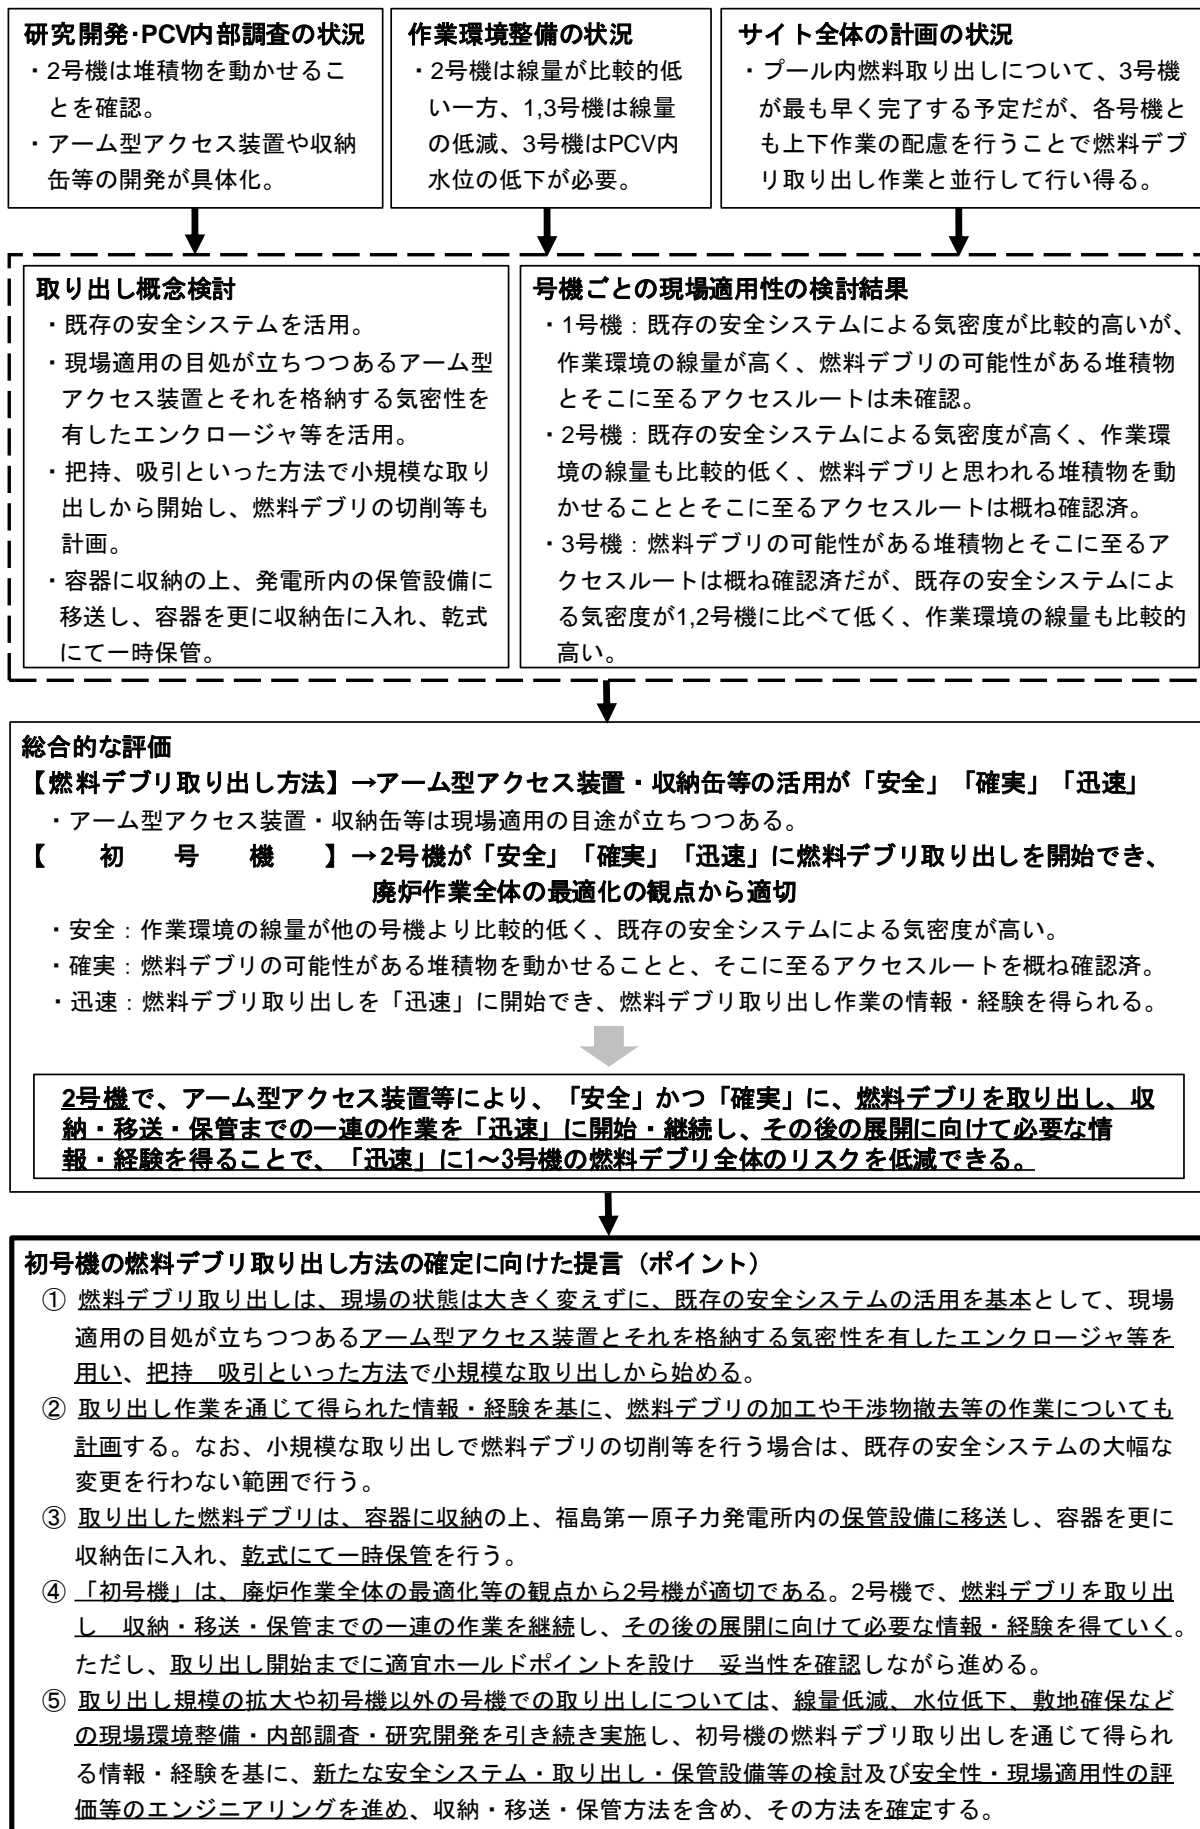 研究開発･PCV内部調査の状況
・2号機は堆積物を動かせるこ
とを確認。
・アーム型アクセス装置や収納
缶等の開発が具体化。
作業環境整備の状況
・2号機は線量が比較的低
い一方、1,3号機は線量
の低減、3号機はPCV内
水位の低下が必要。
サイト全体の計画の状況
・プール内燃料取り出しについて、3号機
が最も早く完了する予定だが、各号機と
も上下作業の配慮を行うことで燃料デブ
リ取り出し作業と並行して行い得る。
取り出し概念検討
・既存の安全システムを活用。
・現場適用の目処が立ちつつあるアーム型
アクセス装置とそれを格納する気密性を
有したエンクロージャ等を活用。
・把持、吸引といった方法で小規模な取り
出しから開始し、燃料デブリの切削等も
計画。
・容器に収納の上、発電所内の保管設備に
移送し、容器を更に収納缶に入れ、乾式
にて一時保管。
号機ごとの現場適用性の検討結果
・1号機：既存の安全システムによる気密度が比較的高いが、
作業環境の線量が高く、燃料デブリの可能性がある堆積物
とそこに至るアクセスルートは未確認。
・2号機：既存の安全システムによる気密度が高く、作業環
境の線量も比較的低く、燃料デブリと思われる堆積物を動
かせることとそこに至るアクセスルートは概ね確認済。
・3号機：燃料デブリの可能性がある堆積物とそこに至るア
クセスルートは概ね確認済だが、既存の安全システムによ
る気密度が1,2号機に比べて低く、作業環境の線量も比較的
高い。
総合的な評価
【燃料デブリ取り出し方法】→アーム型アクセス装置・収納缶等の活用が「安全」「確実」「迅速」
・アーム型アクセス装置・収納缶等は現場適用の目途が立ちつつある。
【　初　号　機　】→2号機が「安全」「確実」「迅速」に燃料デブリ取り出しを開始でき、
廃炉作業全体の最適化の観点から適切
・安全：作業環境の線量が他の号機より比較的低く、既存の安全システムによる気密度が高い。
・確実：燃料デブリの可能性がある堆積物を動かせることと、そこに至るアクセスルートを概ね確認済。
・迅速：燃料デブリ取り出しを「迅速」に開始でき、燃料デブリ取り出し作業の情報・経験を得られる。
2号機で、アーム型アクセス装置等により、「安全」かつ「確実」に、燃料デブリを取り出し、収
納・移送・保管までの一連の作業を「迅速」に開始・継続し、その後の展開に向けて必要な情
報・経験を得ることで、「迅速」に1～3号機の燃料デブリ全体のリスクを低減できる。
初号機の燃料デブリ取り出し方法の確定に向けた提言（ポイント）
① 燃料デブリ取り出しは、現場の状態は大きく変えずに、既存の安全システムの活用を基本として、現場
適用の目処が立ちつつあるアーム型アクセス装置とそれを格納する気密性を有したエンクロージャ等を
用い、把持　吸引といった方法で小規模な取り出しから始める。
② 取り出し作業を通じて得られた情報・経験を基に、燃料デブリの加工や干渉物撤去等の作業についても
計画する。なお、小規模な取り出しで燃料デブリの切削等を行う場合は、既存の安全システムの大幅な
変更を行わない範囲で行う。
③ 取り出した燃料デブリは、容器に収納の上、福島第一原子力発電所内の保管設備に移送し、容器を更に
収納缶に入れ、乾式にて一時保管を行う。
④ 「初号機」は、廃炉作業全体の最適化等の観点から2号機が適切である。2号機で、燃料デブリを取り出
し　収納・移送・保管までの一連の作業を継続し、その後の展開に向けて必要な情報・経験を得ていく。
ただし、取り出し開始までに適宜ホールドポイントを設け　妥当性を確認しながら進める。
⑤ 取り出し規模の拡大や初号機以外の号機での取り出しについては、線量低減、水位低下、敷地確保など
の現場環境整備・内部調査・研究開発を引き続き実施し、初号機の燃料デブリ取り出しを通じて得られ
る情報・経験を基に、新たな安全システム・取り出し・保管設備等の検討及び安全性・現場適用性の評
価等のエンジニアリングを進め、収納・移送・保管方法を含め、その方法を確定する。